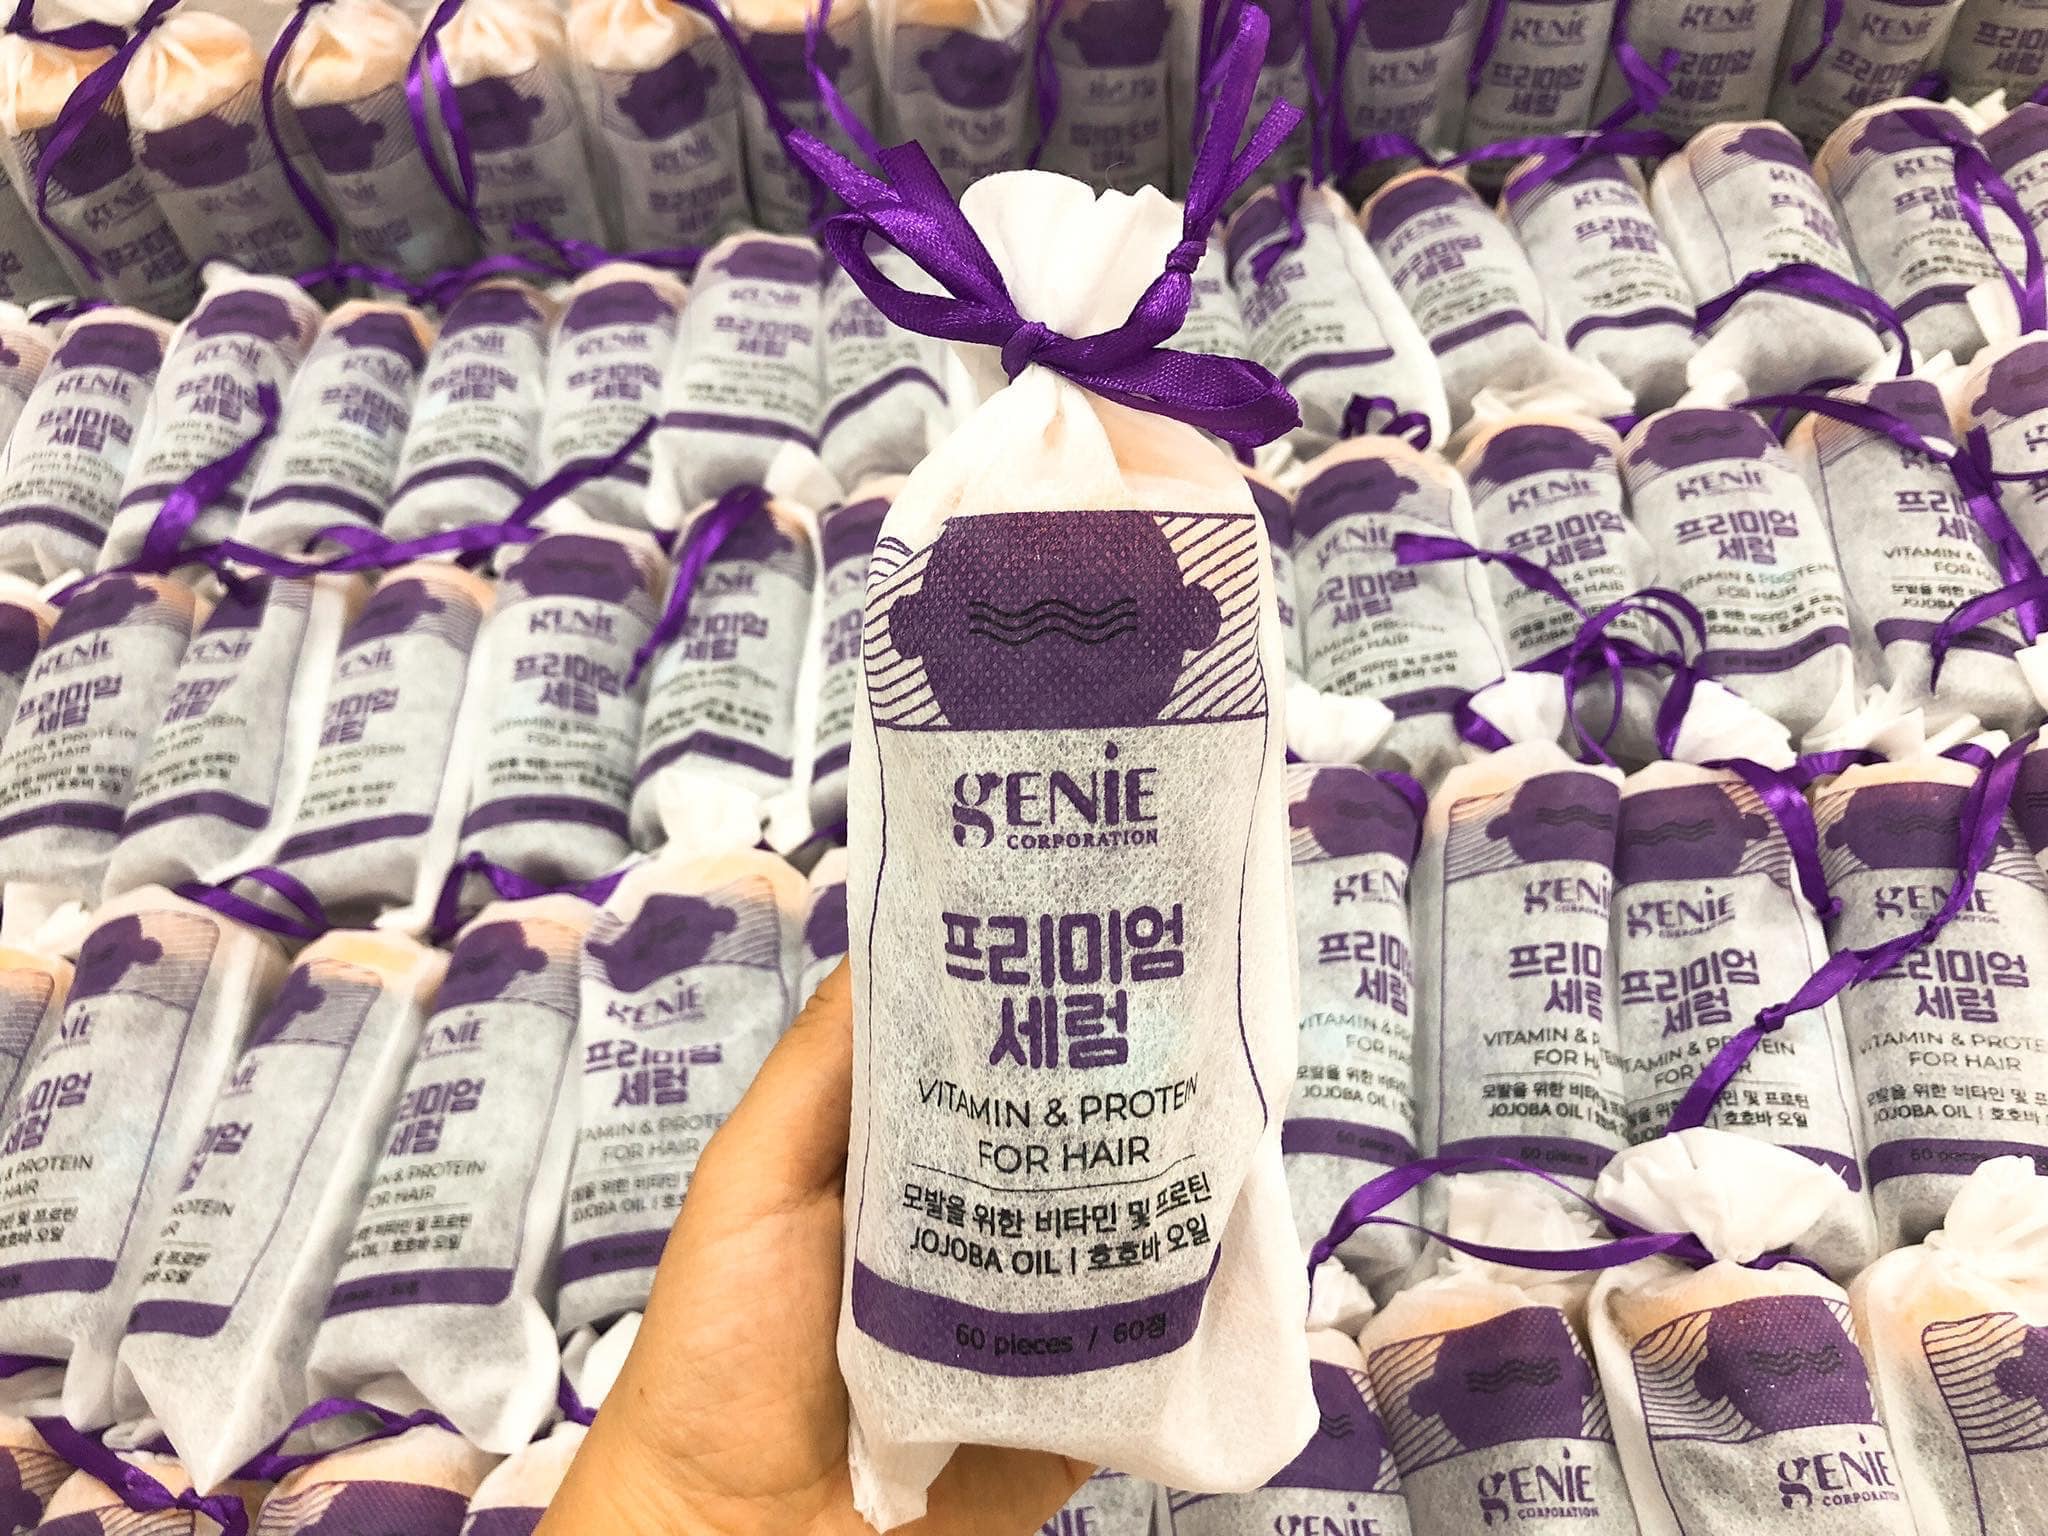 gENiE
CORPORATION
프리미엄
세럼
VITAMIN & PROTEIN
FOR HAIR
모발을 위한 비타민 및 프로틴
JOJOBA OIL | 호호바 오일
60 pieces / 60정